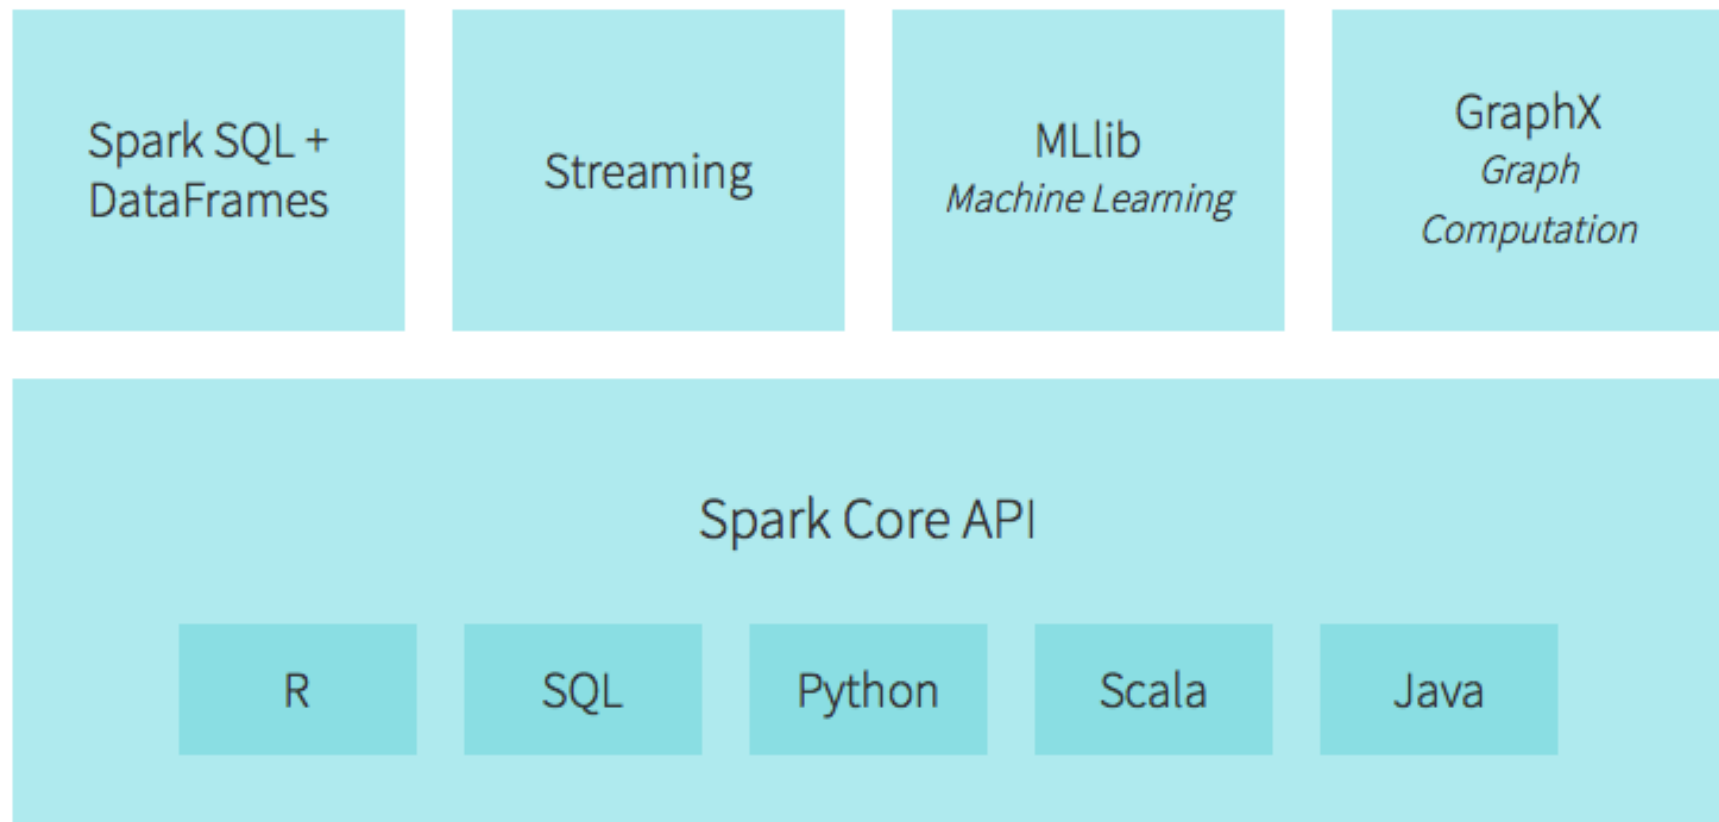 Spark SQL +
DataFrames
Streaming
MLlib
Machine Learning
GraphX
Graph
Computation
Spark Core API
R
SQL
Python
Scala
Java